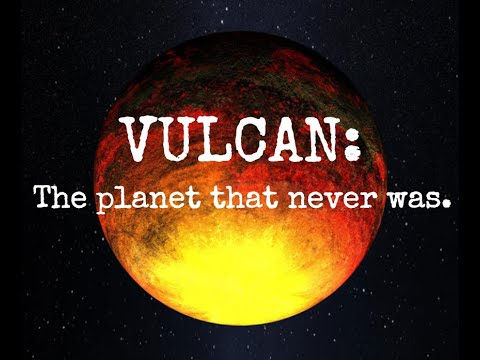 VULCAN:
The planet that never was.